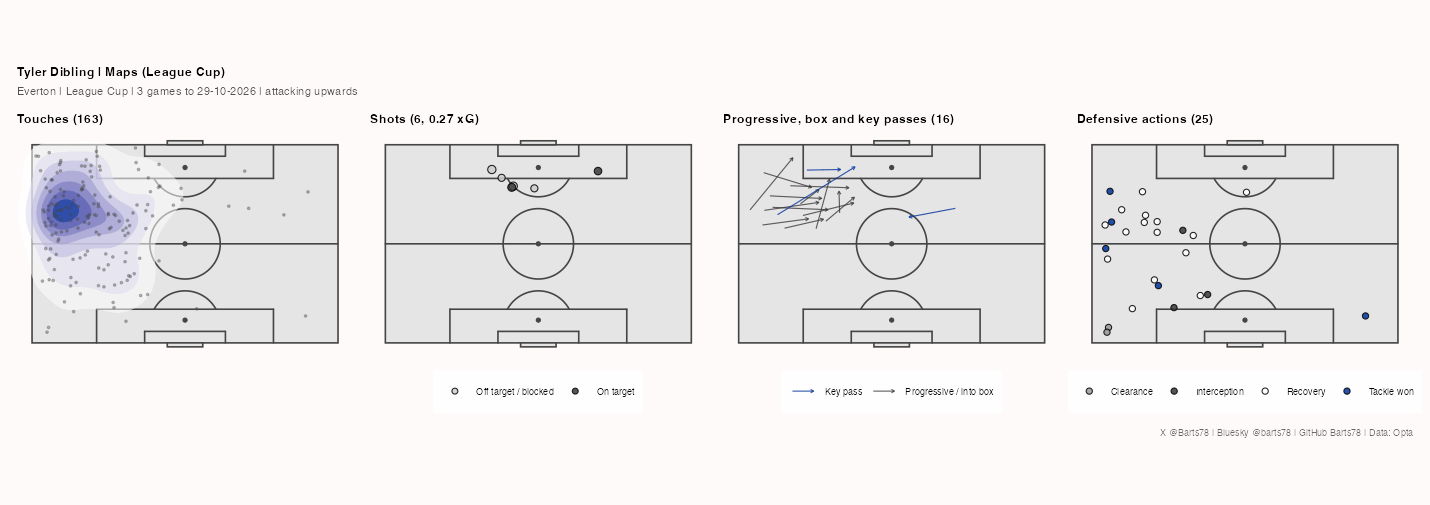 Tyler Dibling | Maps (League Cup)
Everton | League Cup | 3 games to 29-10-2026 | attacking upwards
Touches (163)
Shots (6, 0.27 xG)
Progressive, box and key passes (16)
Defensive actions (25)
Off target / blocked
On target
Key pass
Progressive / into box
Clearance
Interception
Recovery
Tackle won
X @Barts78 | Bluesky @barts78 | GitHub Barts78 | Data: Opta